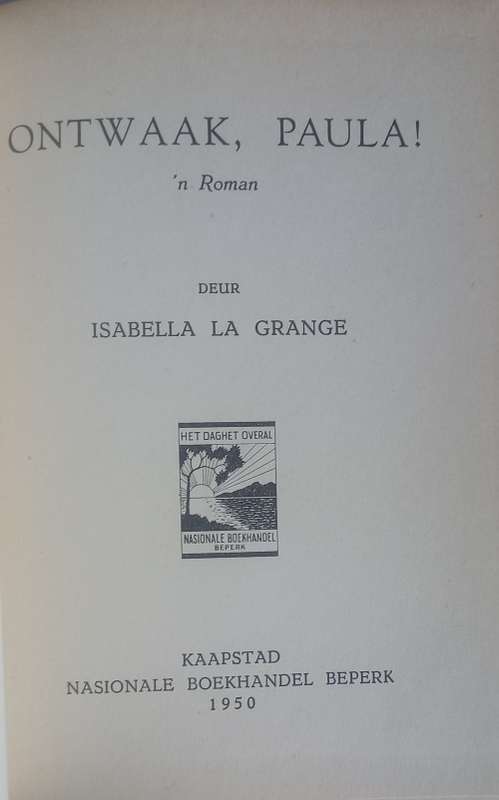 ONTWAAK, PAULA!
'n Roman
DEUR
ISABELLA LA GRANGE
HET DAGHET OVERAL
NASIONALE BOEKHANDEL
BEPERK
KAAPSTAD
NASIONALE BOEKHANDEL BEPERK
1950